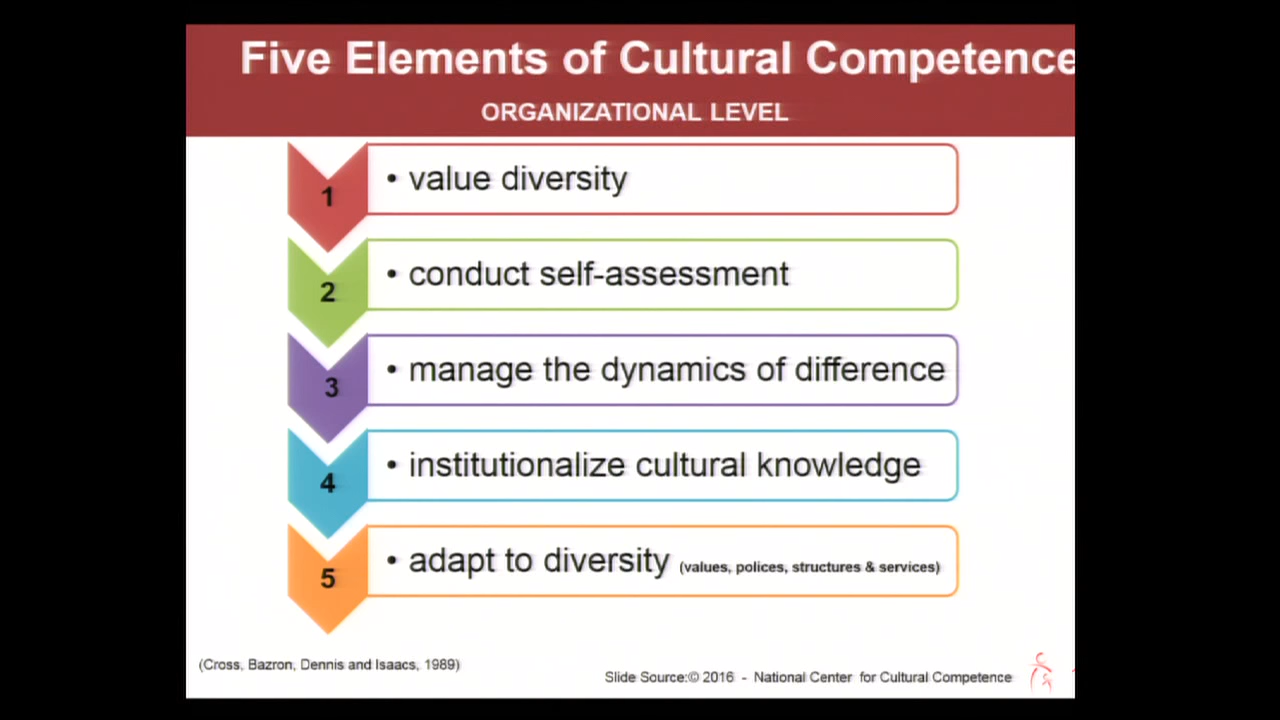 Five Elements of Cultural Competence
ORGANIZATIONAL LEVEL
1 • value diversity
2 • conduct self-assessment
3 • manage the dynamics of difference
4 • institutionalize cultural knowledge
5 • adapt to diversity (values, polices, structures & services)
(Cross, Bazron, Dennis and Isaacs, 1989)
Slide Source:© 2016 - National Center for Cultural Competence